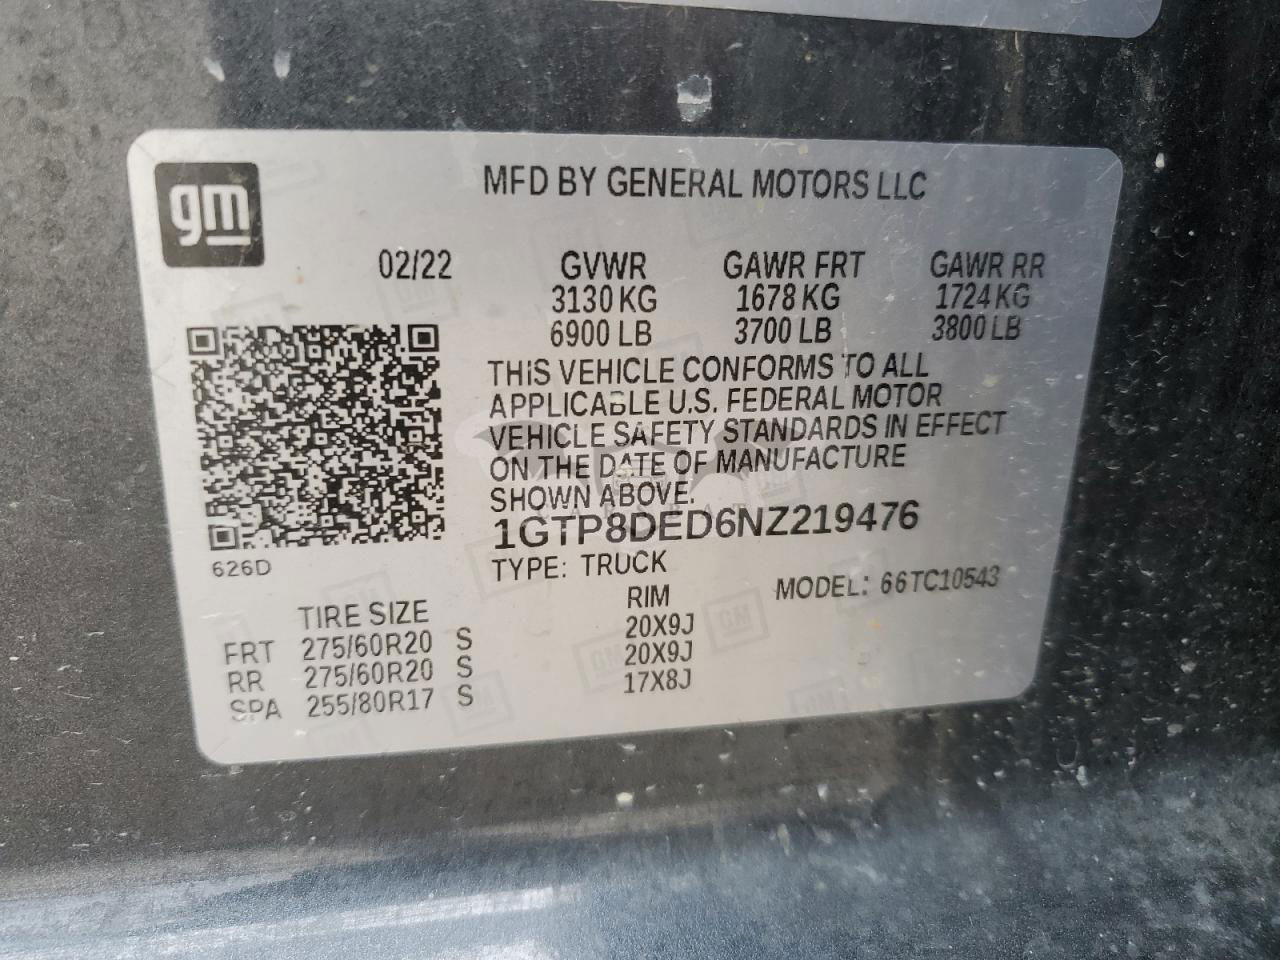 gm
MFD BY GENERAL MOTORS LLC
02/22 GVWR GAWR FRT GAWR RR
3130 KG 1678 KG 1724 KG
6900 LB 3700 LB 3800 LB
THIS VEHICLE CONFORMS TO ALL
APPLICABLE U.S. FEDERAL MOTOR
VEHICLE SAFETY STANDARDS IN EFFECT
ON THE DATE OF MANUFACTURE
SHOWN ABOVE.
1GTP8DED6NZ219476
626D
TYPE: TRUCK MODEL: 66TC10543
TIRE SIZE RIM
FRT 275/60R20 S 20X9J
RR 275/60R20 S 20X9J
SPA 255/80R17 S 17X8J